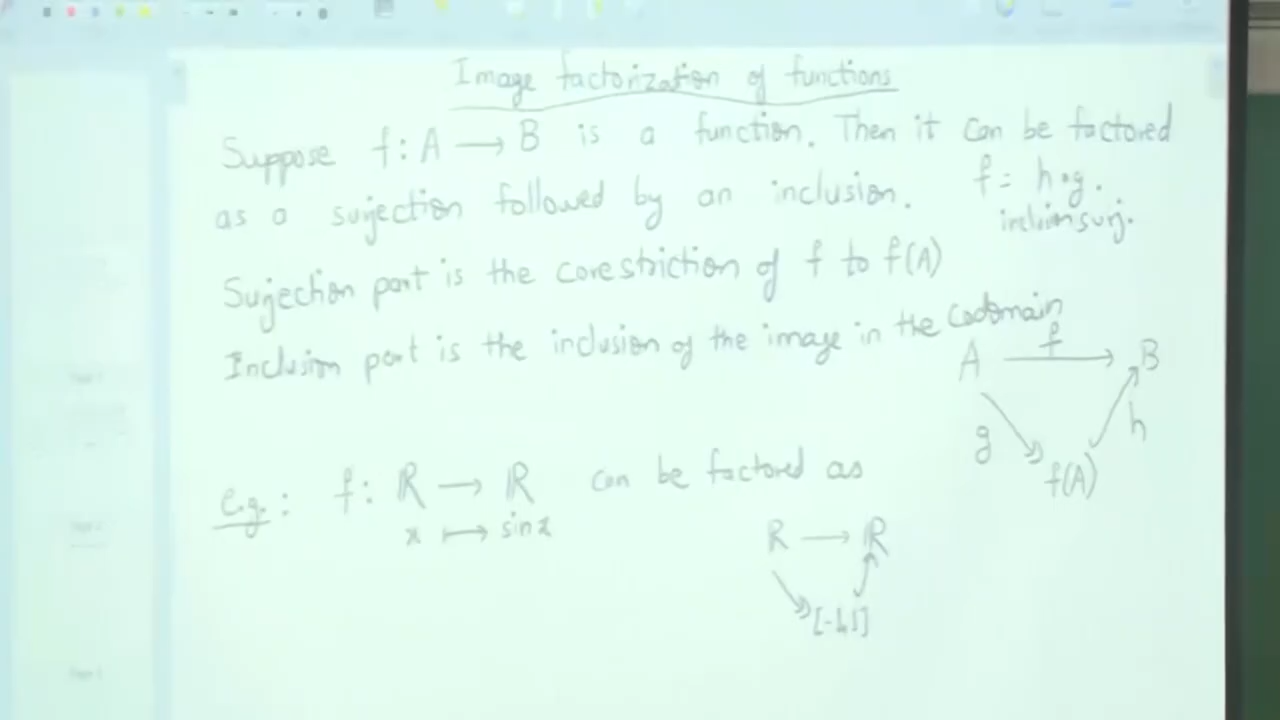 Image factorization of functions
Suppose f: A → B is a function. Then it can be factored
as a surjection followed by an inclusion. f = h∘g.
inclusion surj.
Surjection part is the corestriction of f to f(A)
Inclusion part is the inclusion of the image in the codomain
A f B
g h
f(A)
e.g.: f: ℝ → ℝ can be factored as
x ↦ sin x
ℝ → ℝ
[-1,1]